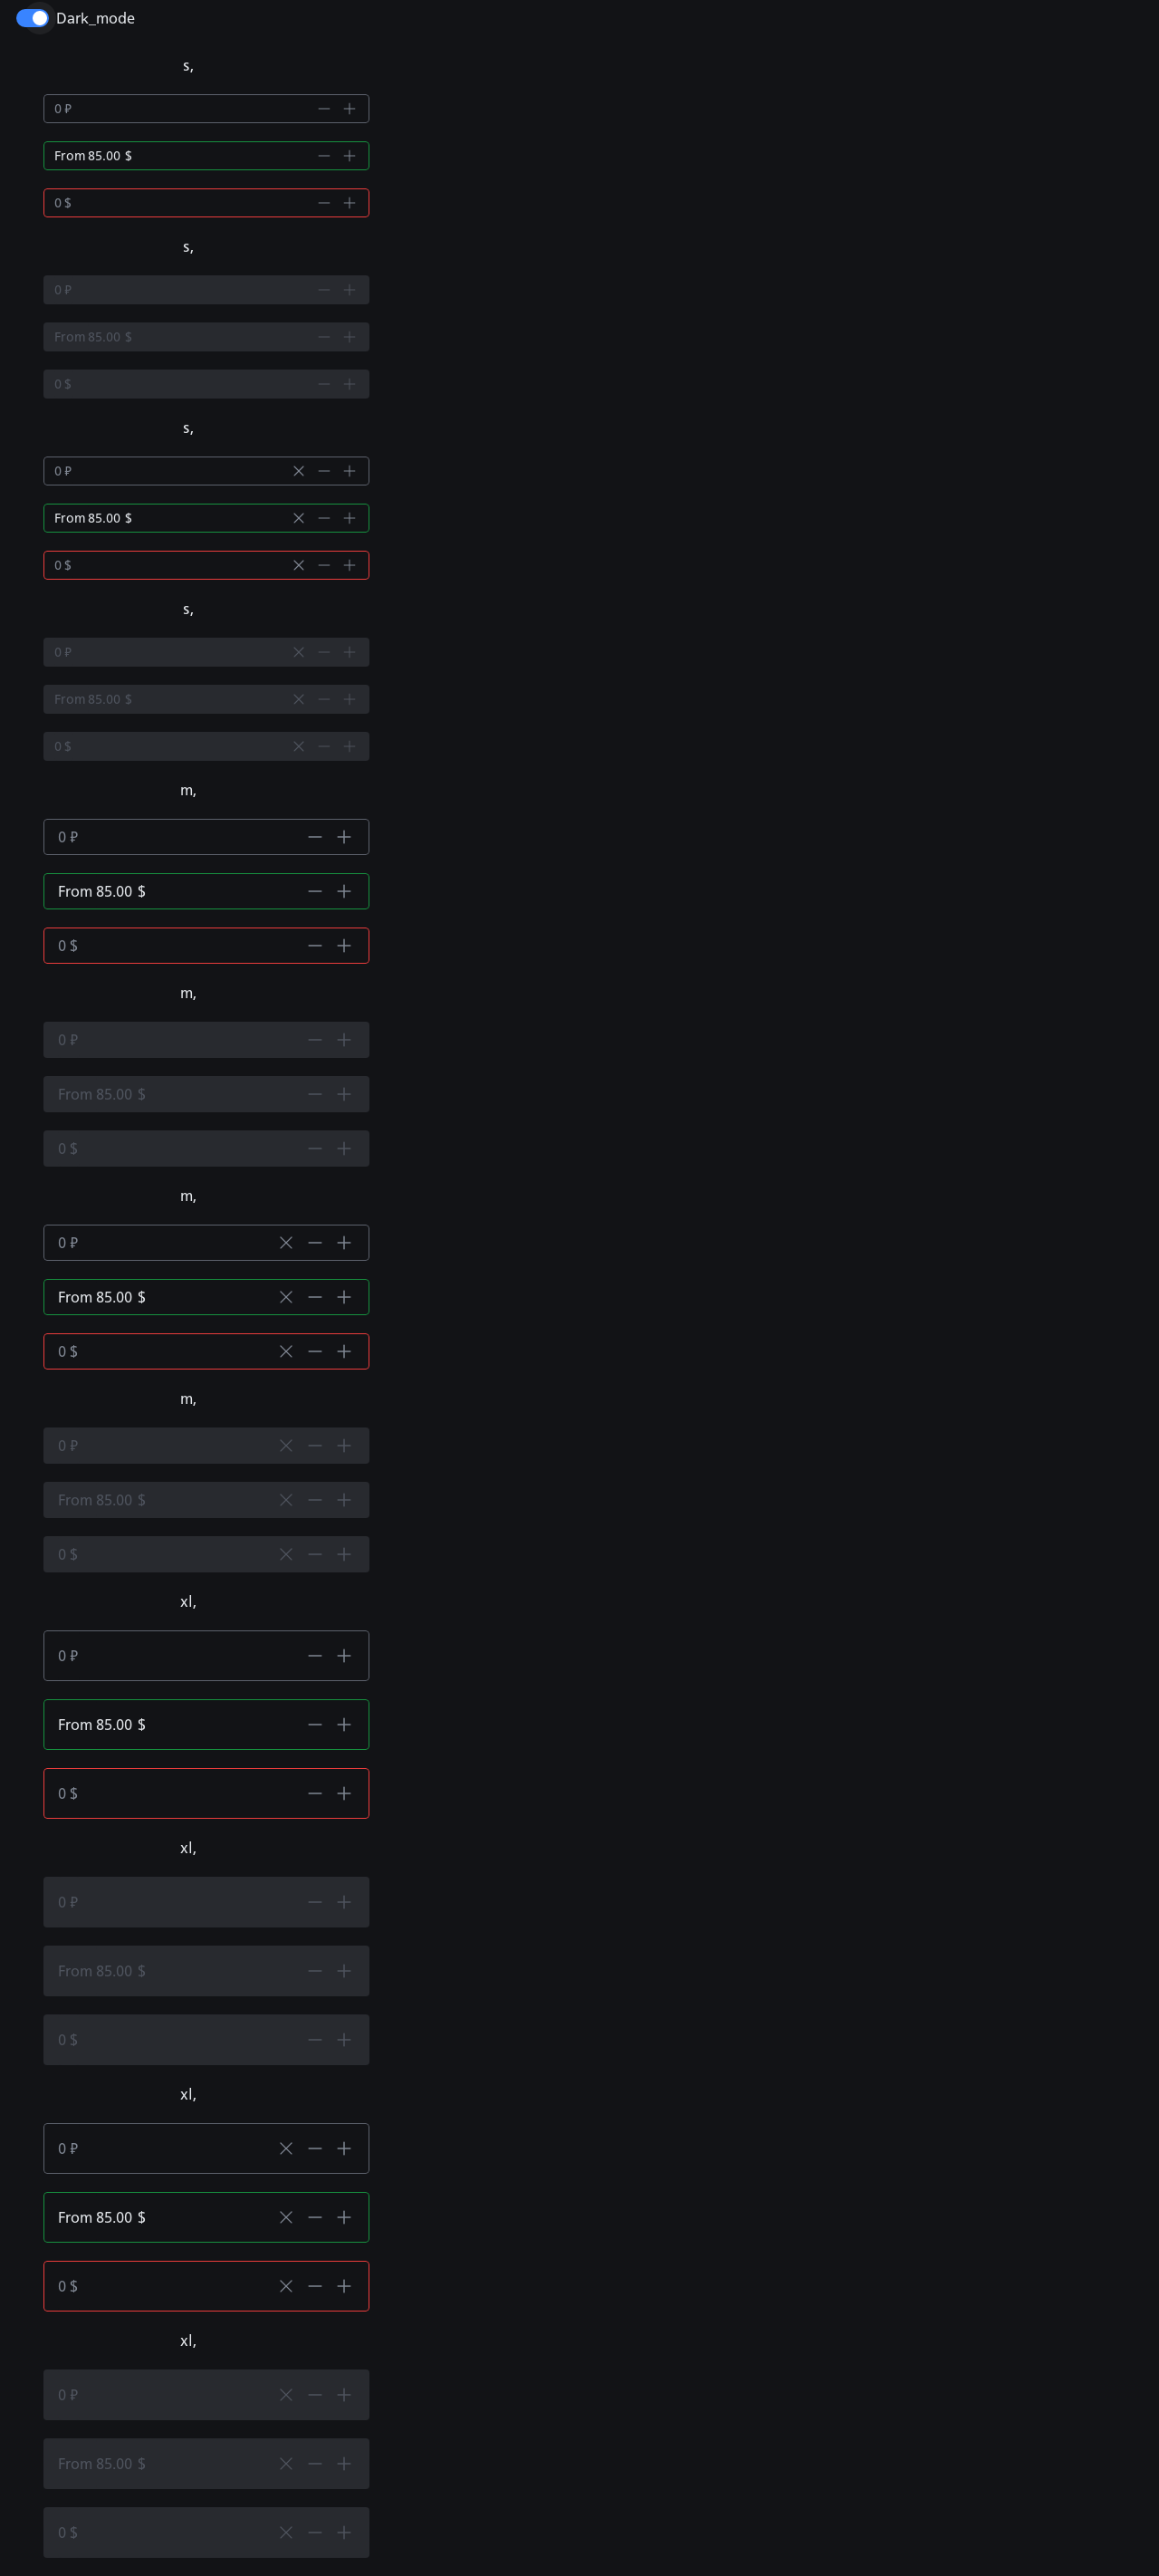 Dark_mode
s,
0 ₽
From 85.00 $
0 $
s,
0 ₽
From 85.00 $
0 $
s,
0 ₽
From 85.00 $
0 $
s,
0 ₽
From 85.00 $
0 $
m,
0 ₽
From 85.00 $
0 $
m,
0 ₽
From 85.00 $
0 $
m,
0 ₽
From 85.00 $
0 $
m,
0 ₽
From 85.00 $
0 $
xl,
0 ₽
From 85.00 $
0 $
xl,
0 ₽
From 85.00 $
0 $
xl,
0 ₽
From 85.00 $
0 $
xl,
0 ₽
From 85.00 $
0 $